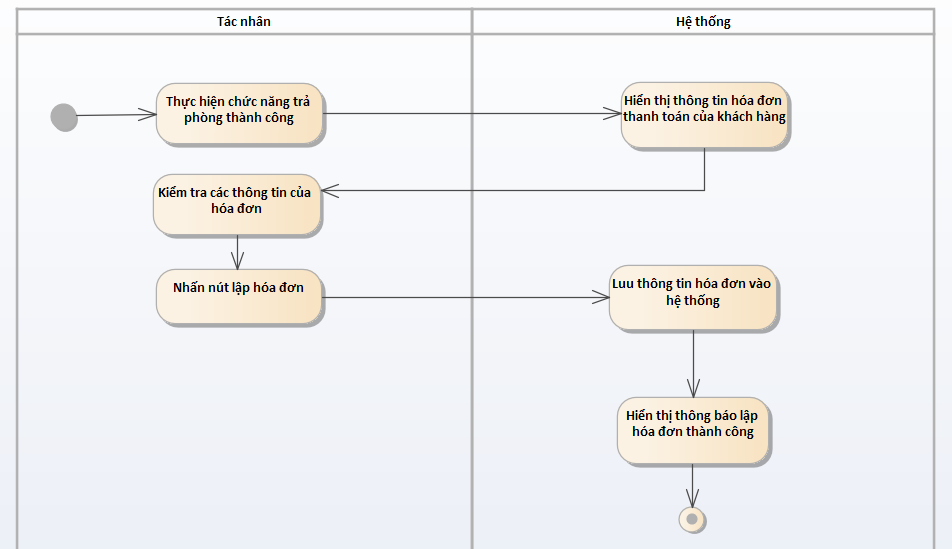 Tác nhân
Hệ thống
Thực hiện chức năng trả
phòng thành công
Hiển thị thông tin hóa đơn
thanh toán của khách hàng
Kiểm tra các thông tin của
hóa đơn
Nhấn nút lập hóa đơn
Lưu thông tin hóa đơn vào
hệ thống
Hiển thị thông báo lập
hóa đơn thành công